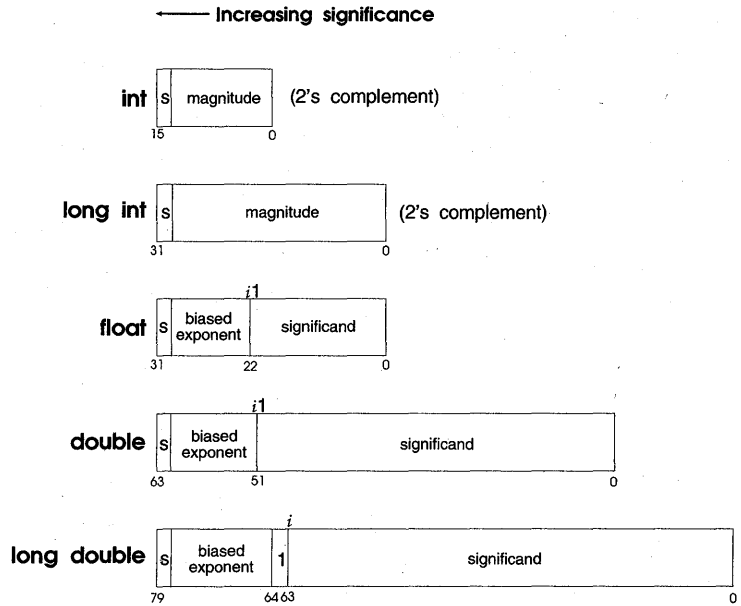 Increasing significance
int s magnitude (2's complement)
15 0
long int s magnitude (2's complement)
31 0
i1
float s biased exponent significand
31 22 0
i1
double s biased exponent significand
63 51 0
i
long double s biased exponent 1 significand
79 64 63 0